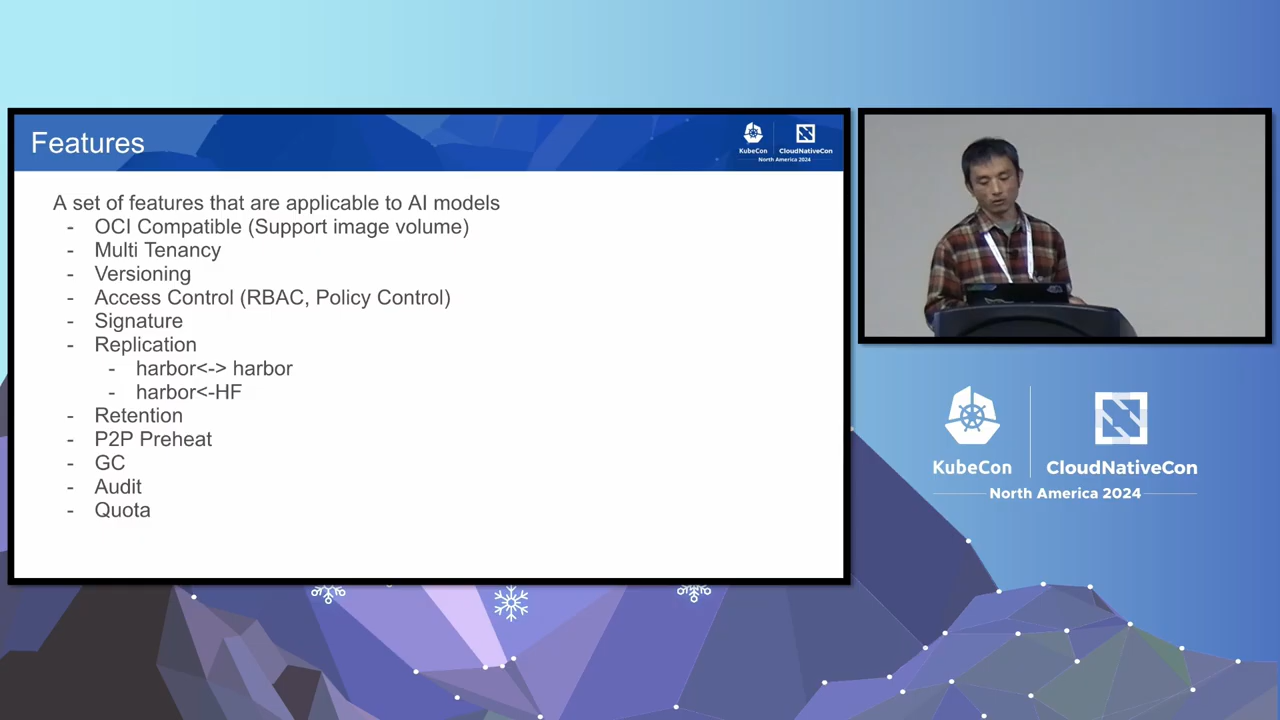 Features
KubeCon
CloudNativeCon
North America 2024
A set of features that are applicable to AI models
- OCI Compatible (Support image volume)
- Multi Tenancy
- Versioning
- Access Control (RBAC, Policy Control)
- Signature
- Replication
- harbor<-> harbor
- harbor<-HF
- Retention
- P2P Preheat
- GC
- Audit
- Quota
KubeCon
CloudNativeCon
North America 2024